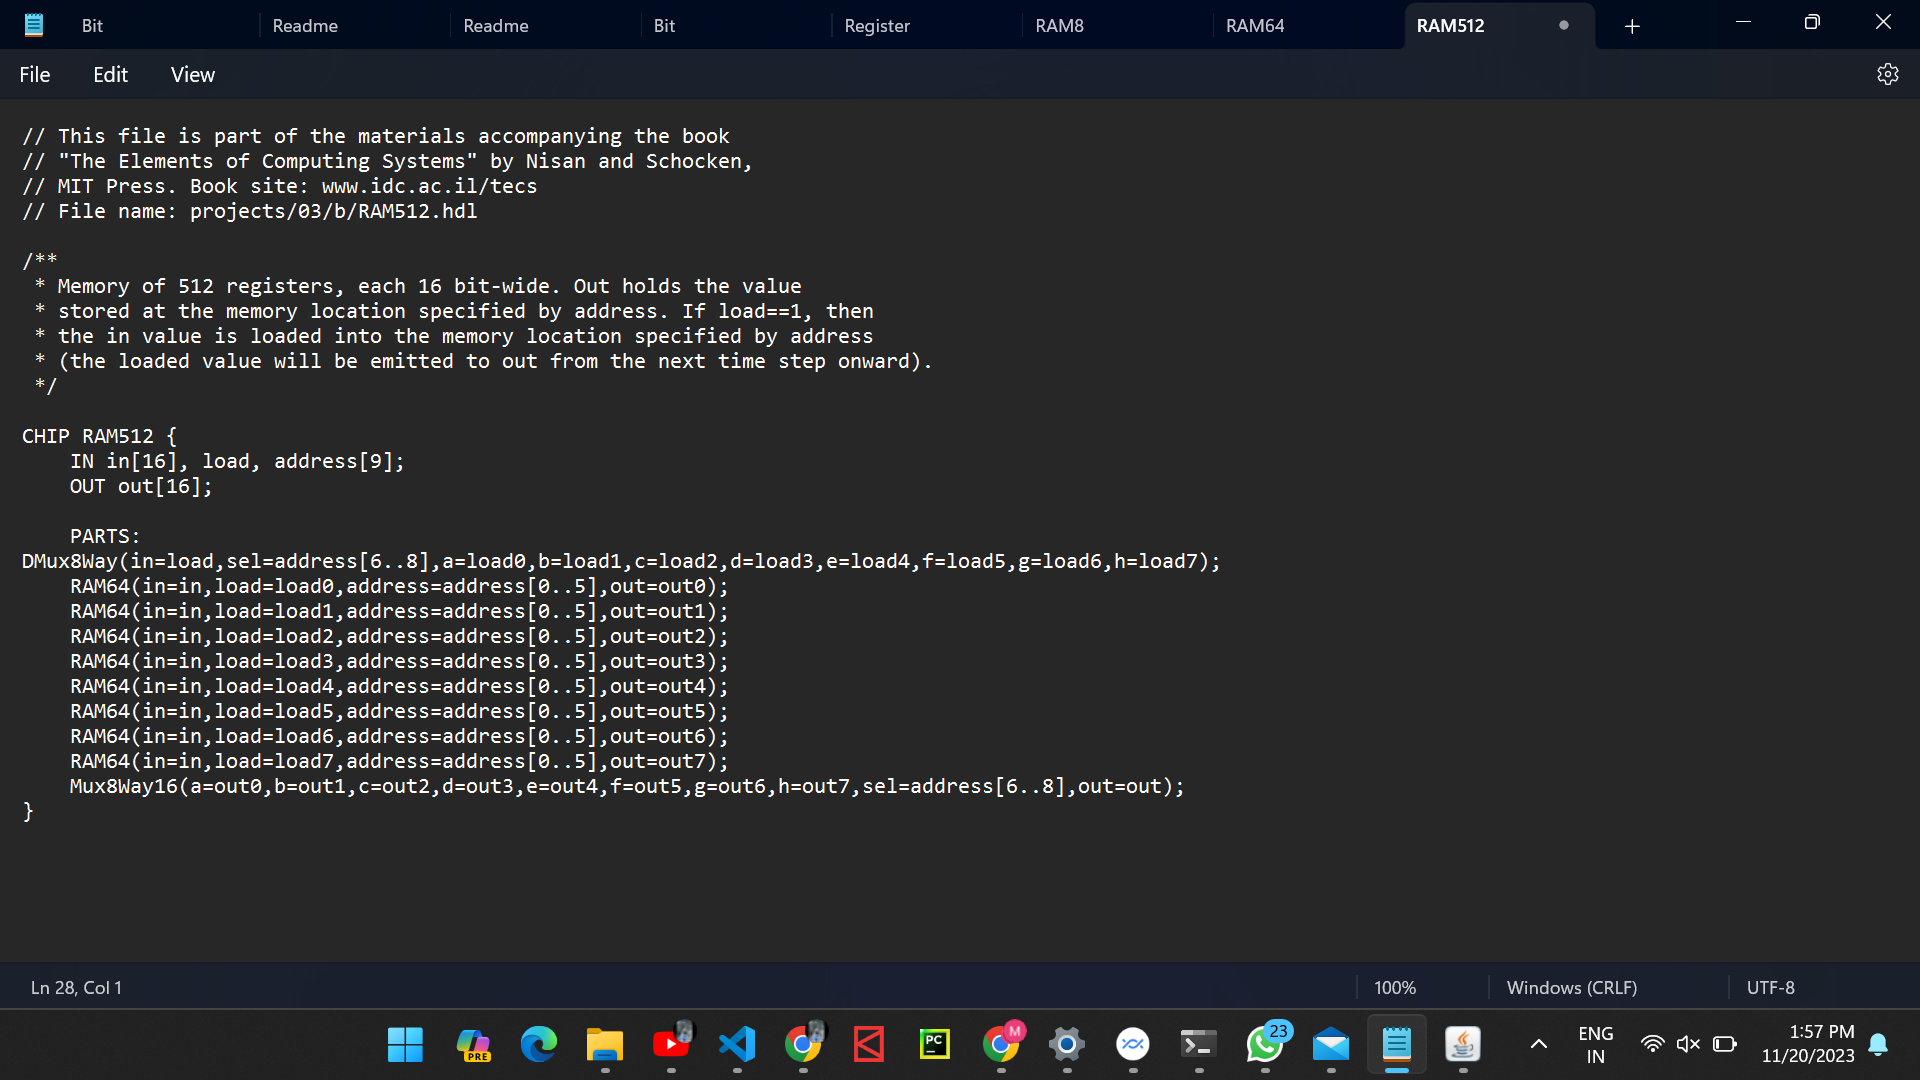 Bit
Readme
Readme
Bit
Register
RAM8
RAM64
RAM512
File
Edit
View
// This file is part of the materials accompanying the book
// "The Elements of Computing Systems" by Nisan and Schocken,
// MIT Press. Book site: www.idc.ac.il/tecs
// File name: projects/03/b/RAM512.hdl
/**
* Memory of 512 registers, each 16 bit-wide. Out holds the value
* stored at the memory location specified by address. If load==1, then
* the in value is loaded into the memory location specified by address
* (the loaded value will be emitted to out from the next time step onward).
*/
CHIP RAM512 {
IN in[16], load, address[9];
OUT out[16];
PARTS:
DMux8Way(in=load,sel=address[6..8],a=load0,b=load1,c=load2,d=load3,e=load4,f=load5,g=load6,h=load7);
RAM64(in=in,load=load0,address=address[0..5],out=out0);
RAM64(in=in,load=load1,address=address[0..5],out=out1);
RAM64(in=in,load=load2,address=address[0..5],out=out2);
RAM64(in=in,load=load3,address=address[0..5],out=out3);
RAM64(in=in,load=load4,address=address[0..5],out=out4);
RAM64(in=in,load=load5,address=address[0..5],out=out5);
RAM64(in=in,load=load6,address=address[0..5],out=out6);
RAM64(in=in,load=load7,address=address[0..5],out=out7);
Mux8Way16(a=out0,b=out1,c=out2,d=out3,e=out4,f=out5,g=out6,h=out7,sel=address[6..8],out=out);
}
Ln 28, Col 1
100%
Windows (CRLF)
UTF-8
PRE
PC
M
23
ENG
IN
1:57 PM
11/20/2023